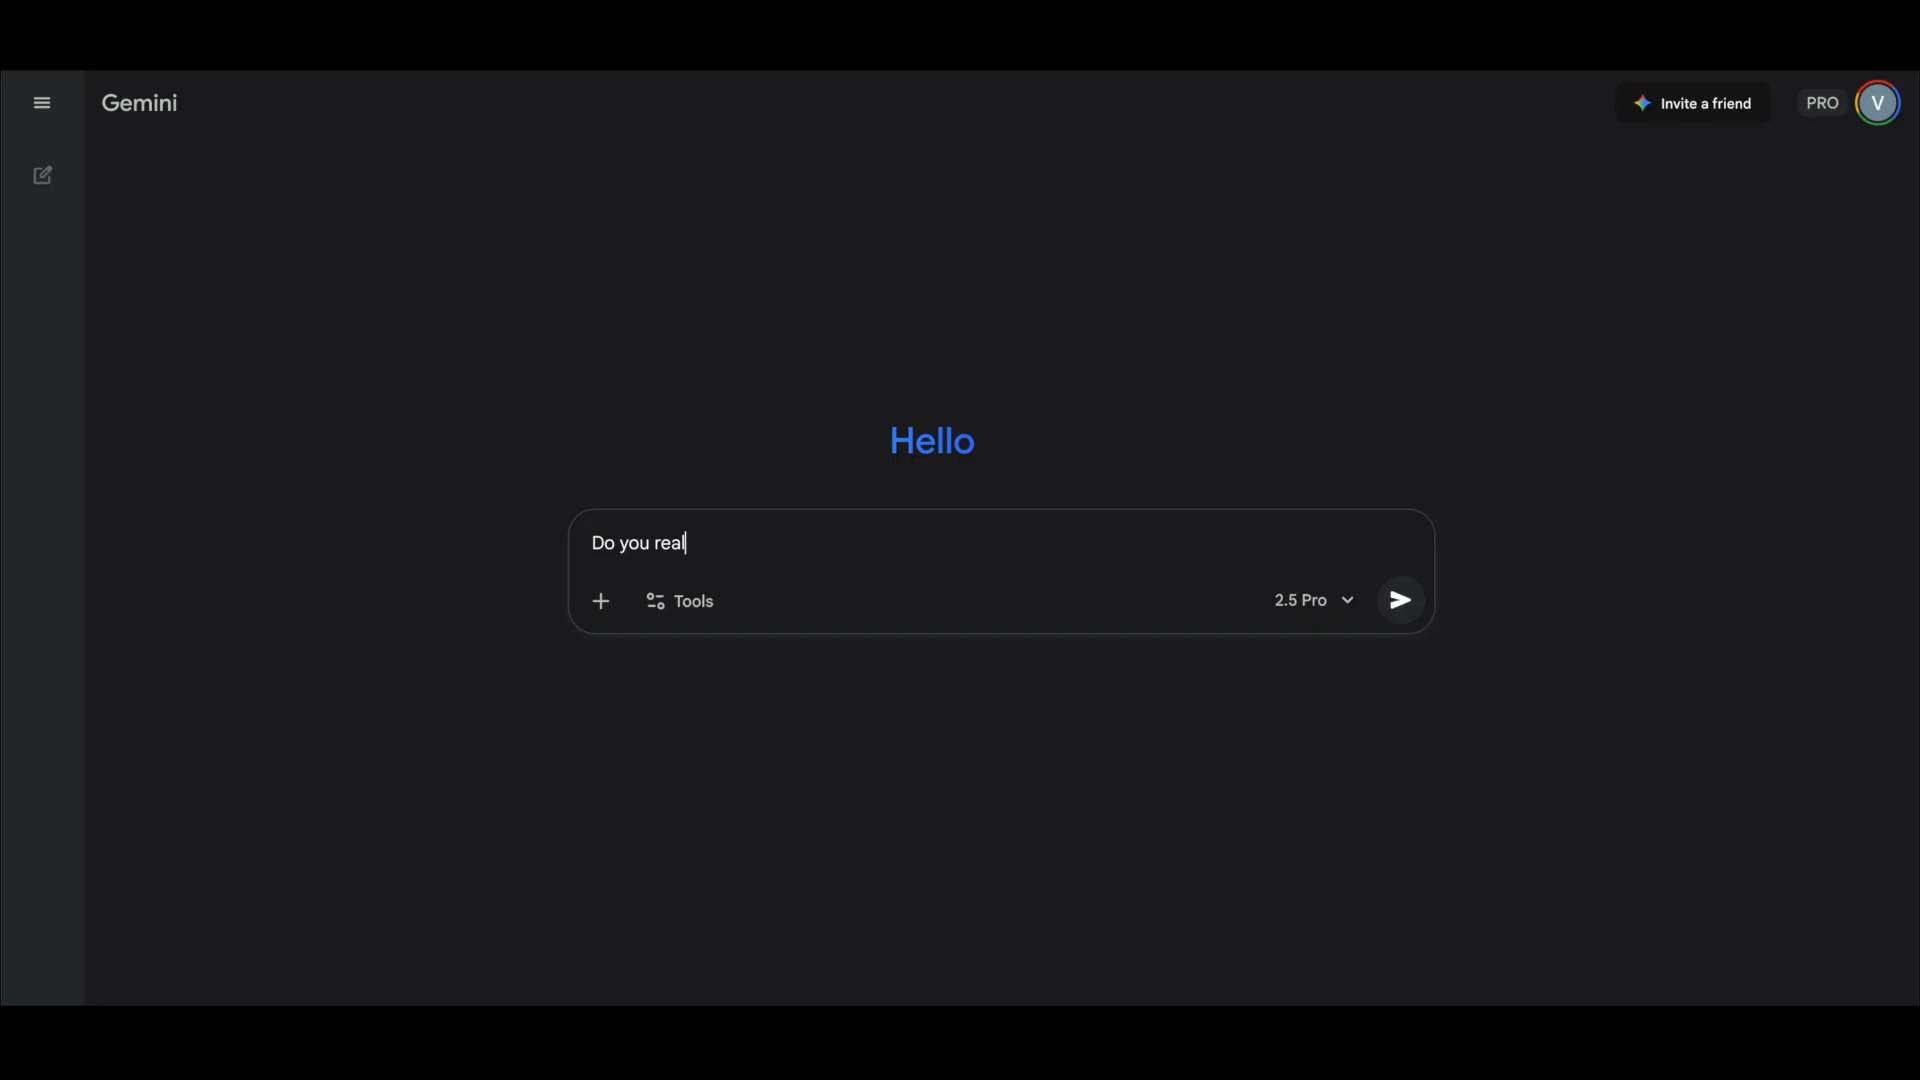 Gemini
Invite a friend
PRO
V
Hello
Do you real
Tools
2.5 Pro